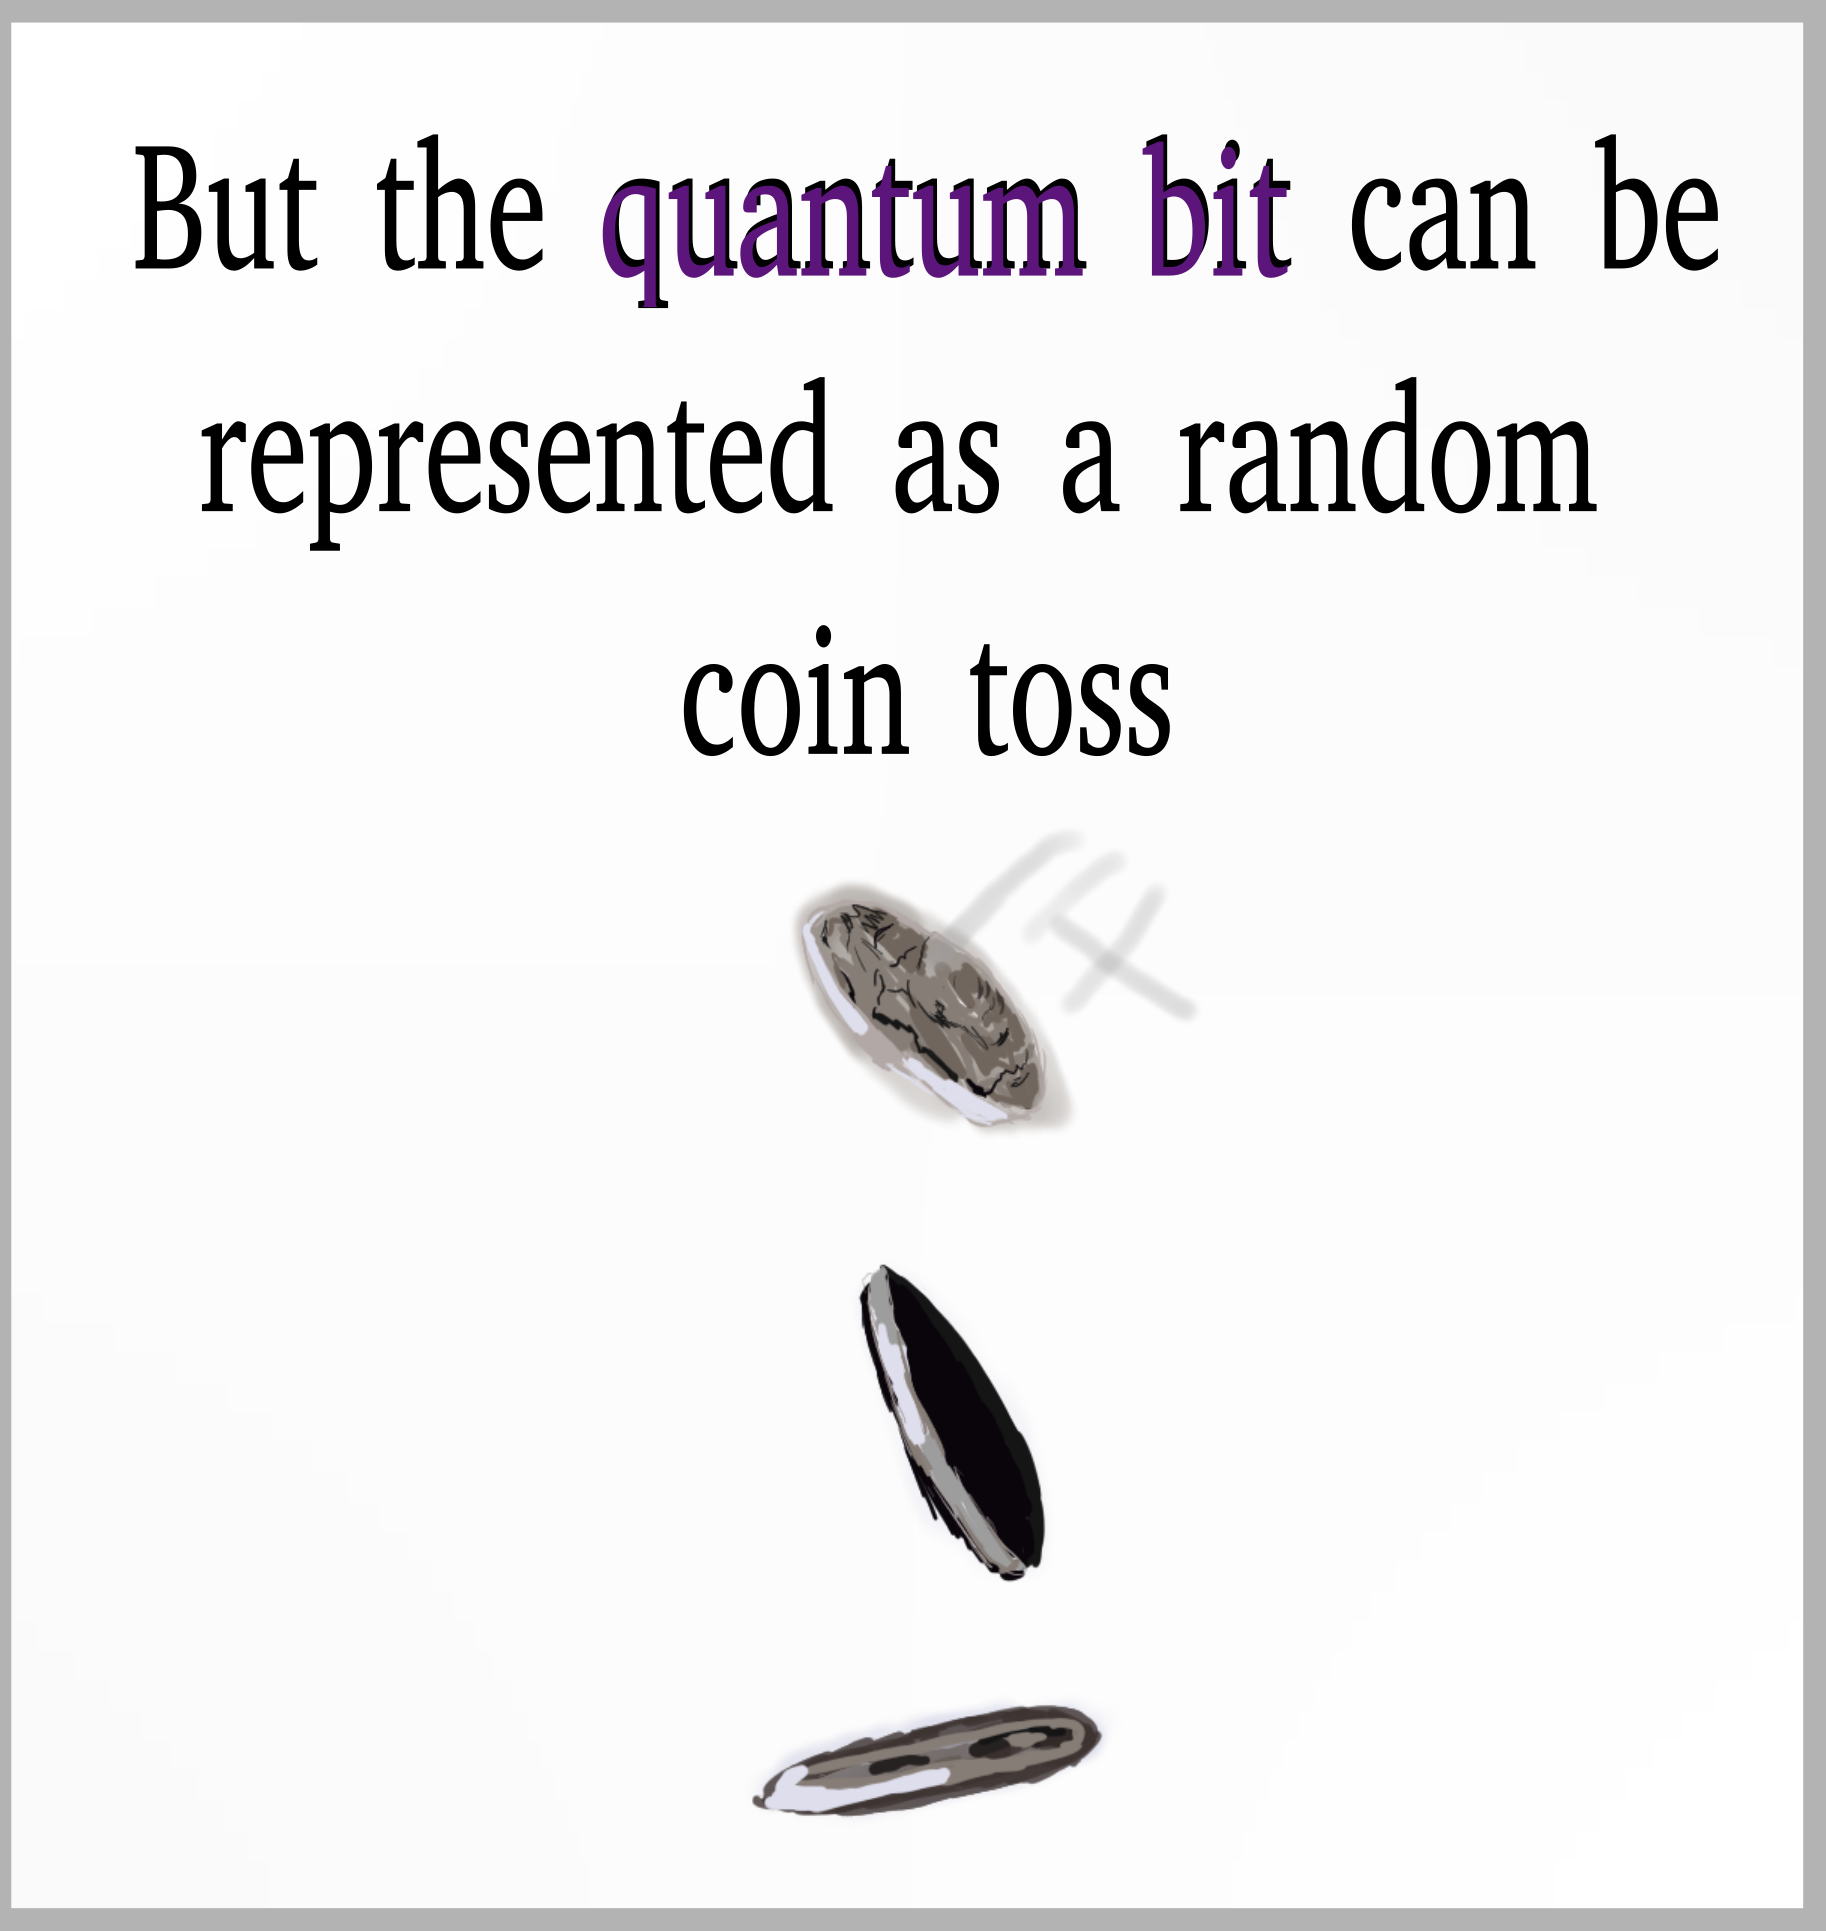 But the quantum bit can be
represented as a random
coin toss